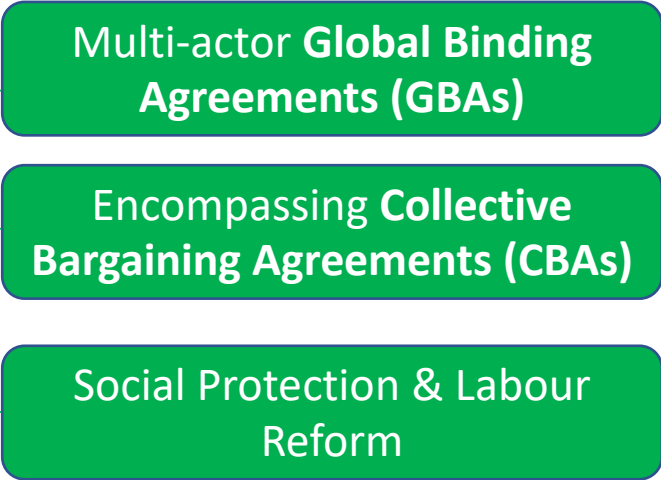 Multi-actor Global Binding
Agreements (GBAs)
Encompassing Collective
Bargaining Agreements (CBAs)
Social Protection & Labour
Reform